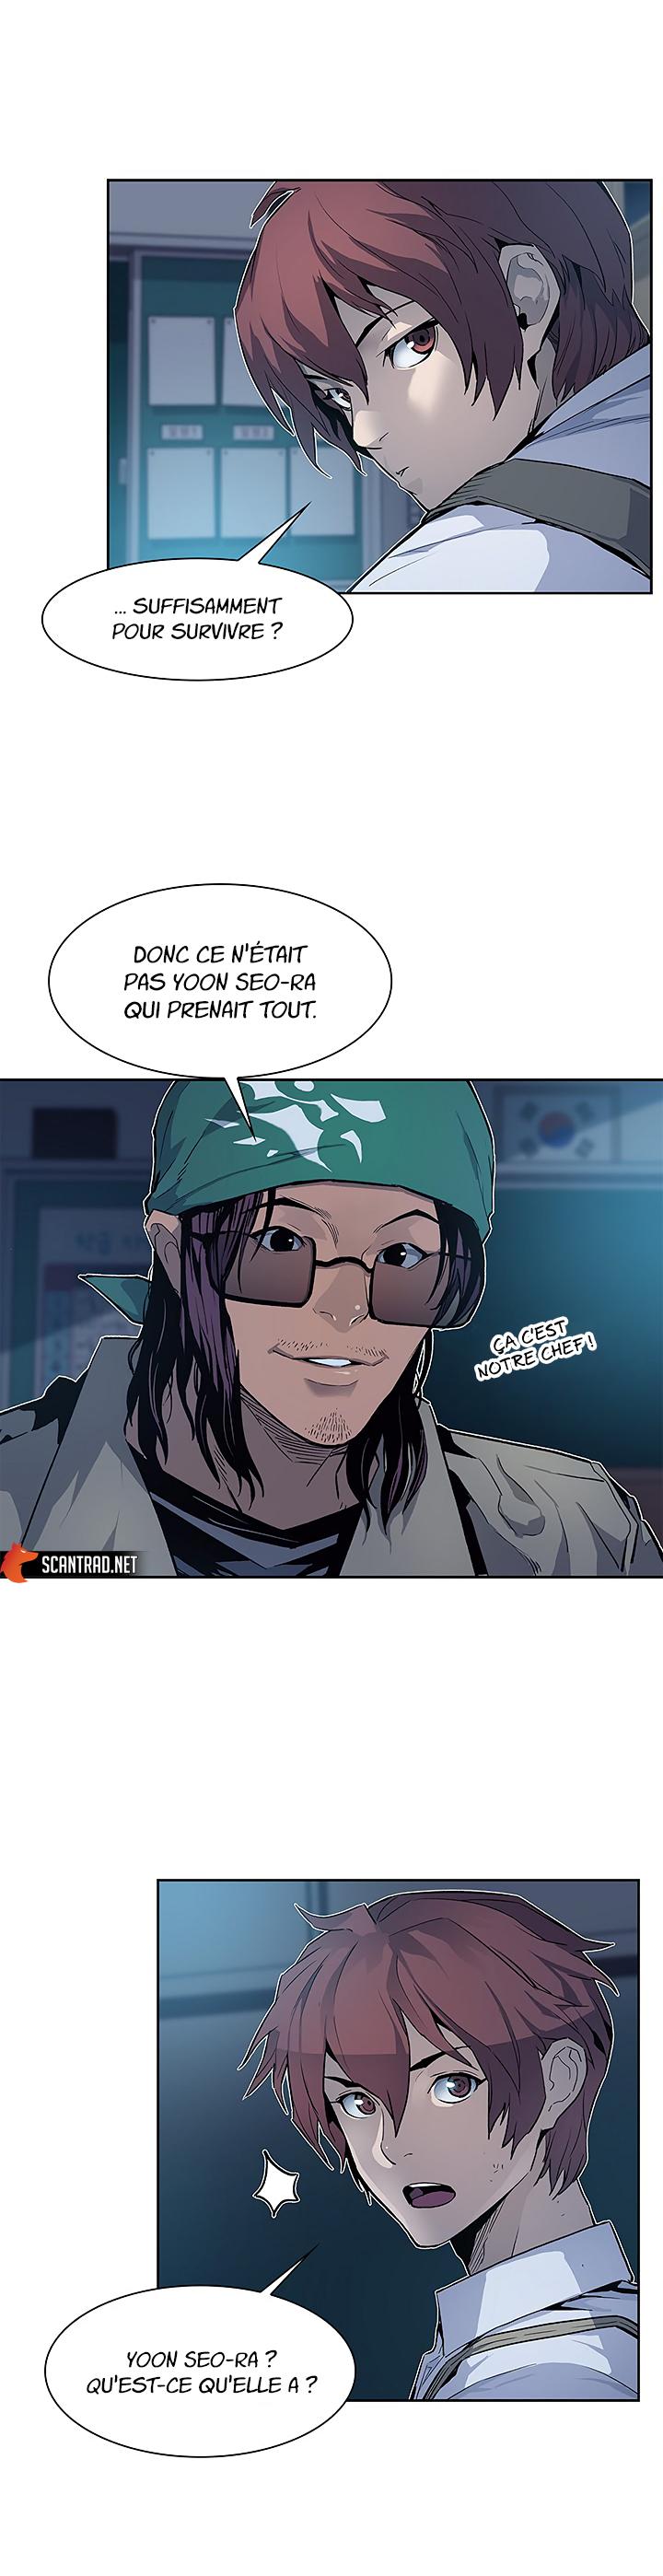 ... SUFFISAMMENT
POUR SURVIVRE ?
DONC CE N'ÉTAIT
PAS YOON SEO-RA
QUI PRENAIT TOUT.
ÇA C'EST
NOTRE CHEF !
SCANTRAD.NET
YOON SEO-RA ?
QU'EST-CE QU'ELLE A ?